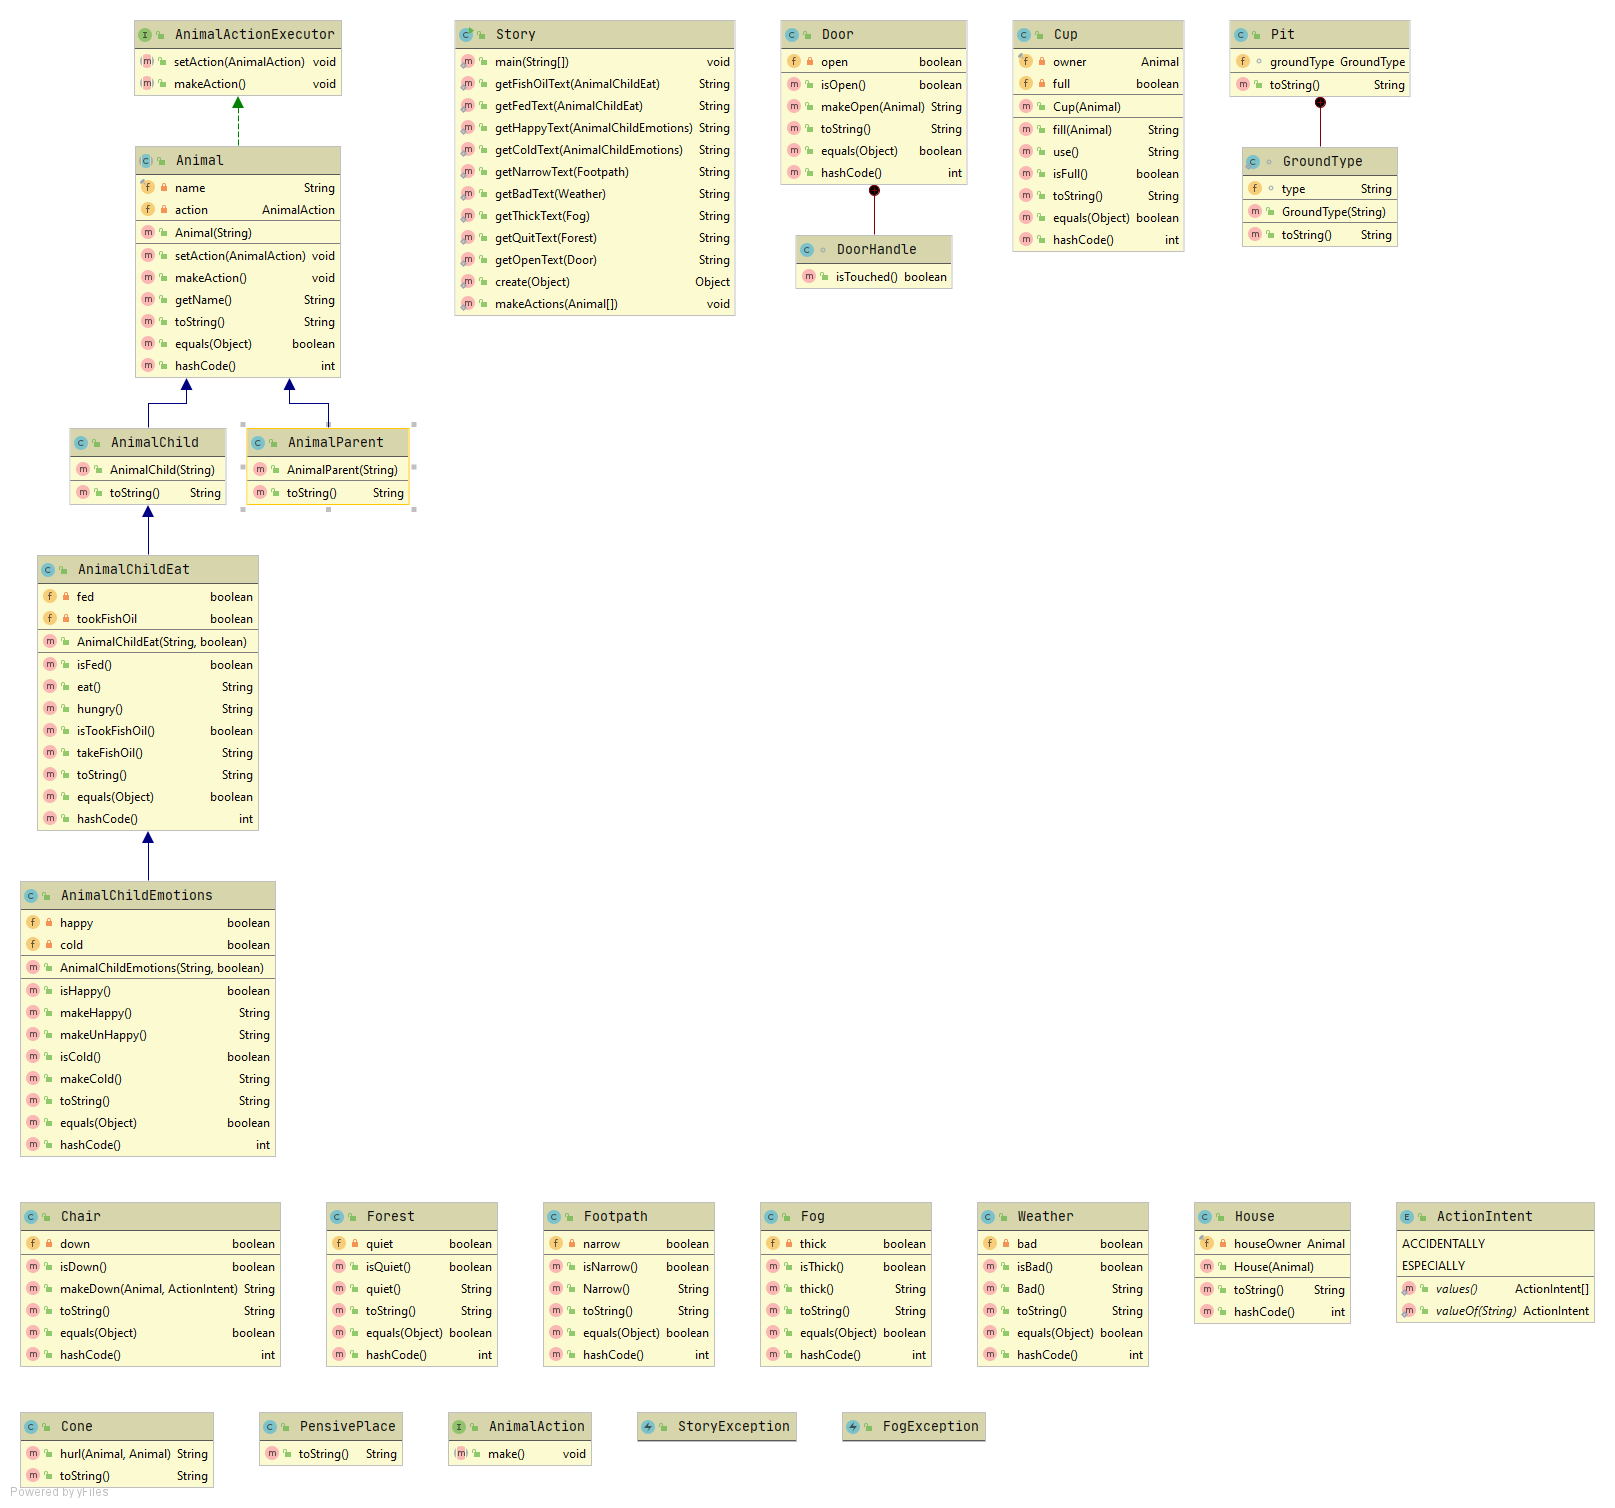 AnimalActionExecutor
setAction(AnimalAction) void
makeAction() void
Animal
name String
action AnimalAction
Animal(String)
setAction(AnimalAction) void
makeAction() void
getName() String
toString() String
equals(Object) boolean
hashCode() int
AnimalChild
AnimalChild(String)
toString() String
AnimalParent
AnimalParent(String)
toString() String
AnimalChildEat
fed boolean
tookFishOil boolean
AnimalChildEat(String, boolean)
isFed() boolean
eat() String
hungry() String
isTookFishOil() boolean
takeFishOil() String
toString() String
equals(Object) boolean
hashCode() int
AnimalChildEmotions
happy boolean
cold boolean
AnimalChildEmotions(String, boolean)
isHappy() boolean
makeHappy() String
makeUnHappy() String
isCold() boolean
makeCold() String
toString() String
equals(Object) boolean
hashCode() int
Story
main(String[]) void
getFishOilText(AnimalChildEat) String
getFedText(AnimalChildEat) String
getHappyText(AnimalChildEmotions) String
getColdText(AnimalChildEmotions) String
getNarrowText(Footpath) String
getBadText(Weather) String
getThickText(Fog) String
getQuitText(Forest) String
getOpenText(Door) String
create(Object) Object
makeActions(Animal[]) void
Door
open boolean
isOpen() boolean
makeOpen(Animal) String
toString() String
equals(Object) boolean
hashCode() int
DoorHandle
isTouched() boolean
Cup
owner Animal
full boolean
Cup(Animal)
fill(Animal) String
use() String
isFull() boolean
toString() String
equals(Object) boolean
hashCode() int
Pit
groundType GroundType
toString() String
GroundType
type String
GroundType(String)
toString() String
Chair
down boolean
isDown() boolean
makeDown(Animal, ActionIntent) String
toString() String
equals(Object) boolean
hashCode() int
Forest
quiet boolean
isQuiet() boolean
quiet() String
toString() String
equals(Object) boolean
hashCode() int
Footpath
narrow boolean
isNarrow() boolean
Narrow() String
toString() String
equals(Object) boolean
hashCode() int
Fog
thick boolean
isThick() boolean
thick() String
toString() String
equals(Object) boolean
hashCode() int
Weather
bad boolean
isBad() boolean
Bad() String
toString() String
equals(Object) boolean
hashCode() int
House
houseOwner Animal
House(Animal)
toString() String
hashCode() int
ActionIntent
ACCIDENTALLY
ESPECIALLY
values() ActionIntent[]
valueOf(String) ActionIntent
Cone
hurl(Animal, Animal) String
toString() String
PensivePlace
toString() String
AnimalAction
make() void
StoryException
FogException
Powered by yFiles